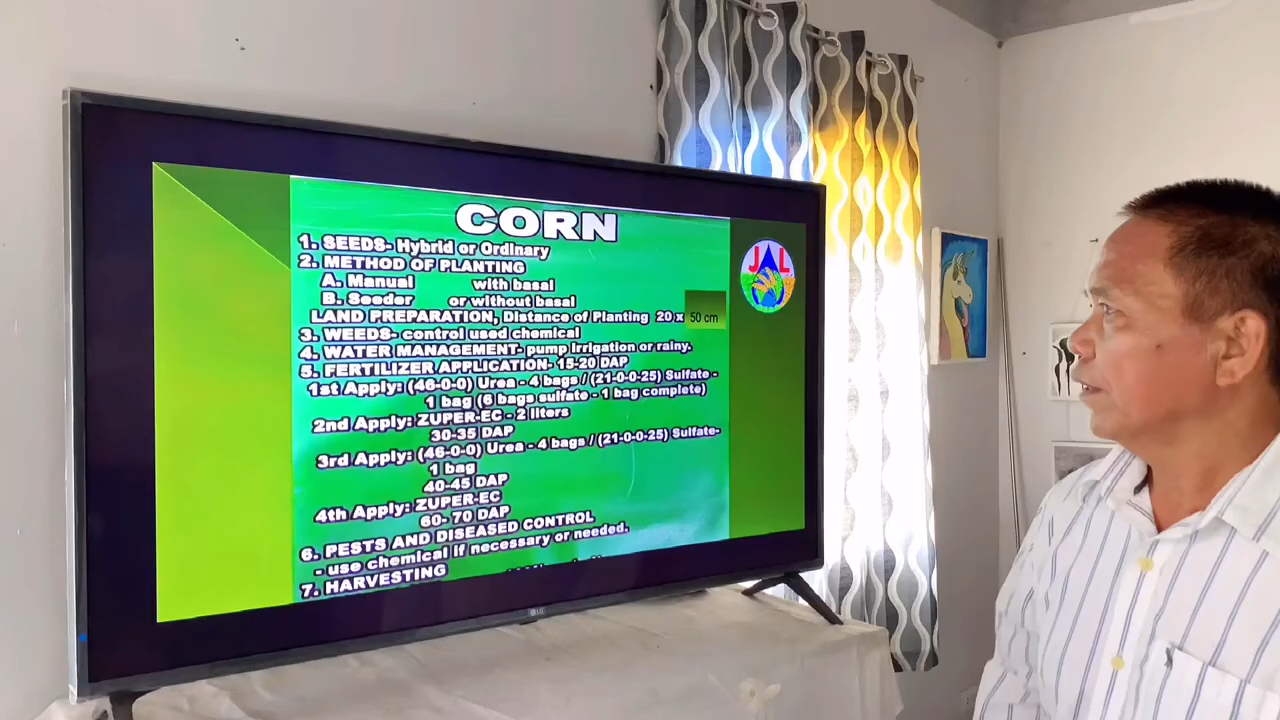 CORN
1. SEEDS- Hybrid or Ordinary
2. METHOD OF PLANTING
A. Manual with basal
B. Seeder or without basal
LAND PREPARATION, Distance of Planting 20 x 50 cm
3. WEEDS- control used chemical
4. WATER MANAGEMENT- pump irrigation or rainy.
5. FERTILIZER APPLICATION- 15-20 DAP
1st Apply: (46-0-0) Urea - 4 bags / (21-0-0-25) Sulfate -
1 bag (6 bags sulfate - 1 bag complete)
2nd Apply: ZUPER-EC - 2 liters
30-35 DAP
3rd Apply: (46-0-0) Urea - 4 bags / (21-0-0-25) Sulfate-
1 bag
40-45 DAP
4th Apply: ZUPER-EC
60- 70 DAP
6. PESTS AND DISEASED CONTROL
- use chemical if necessary or needed.
7. HARVESTING
JAL
LG